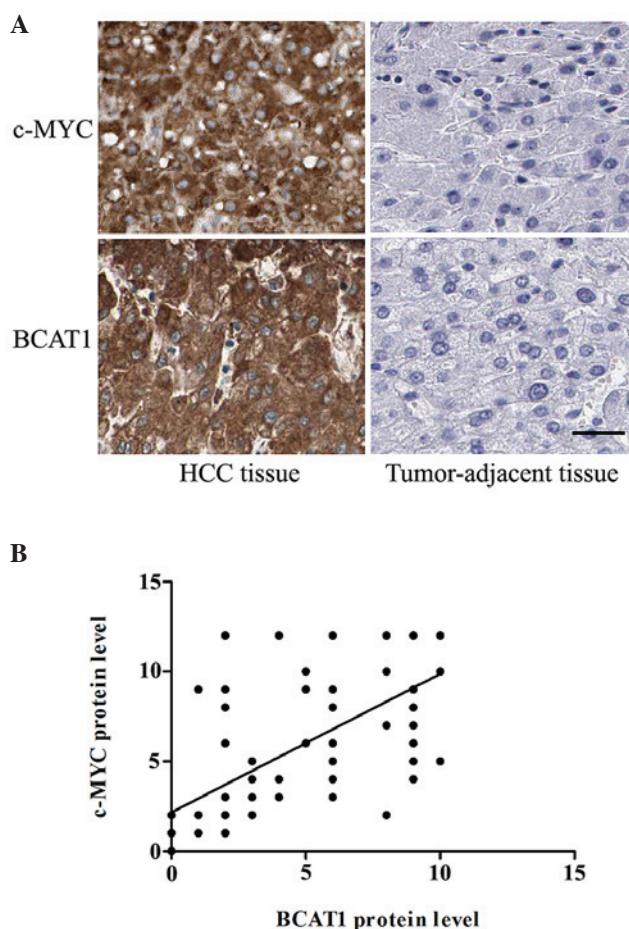 A
c-MYC
BCAT1
HCC tissue Tumor-adjacent tissue
B
15
10
5
0
0 5 10 15
c-MYC protein level
BCAT1 protein level